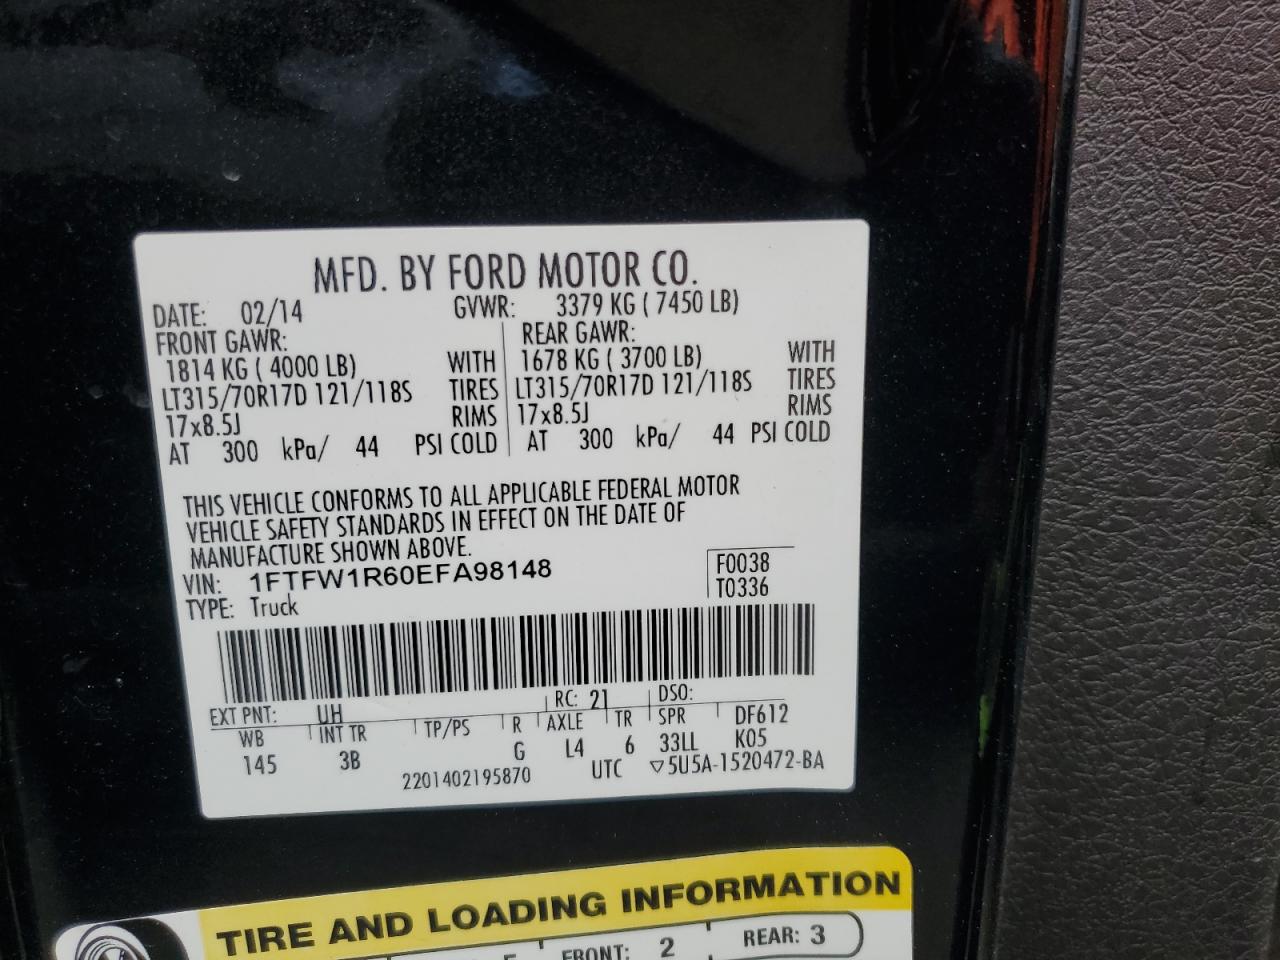 MFD. BY FORD MOTOR CO.
DATE: 02/14 GVWR: 3379 KG ( 7450 LB)
FRONT GAWR: REAR GAWR:
1814 KG ( 4000 LB) WITH 1678 KG ( 3700 LB) WITH
LT315/70R17D 121/118S TIRES LT315/70R17D 121/118S TIRES
17x8.5J RIMS 17x8.5J RIMS
AT 300 kPa/ 44 PSI COLD AT 300 kPa/ 44 PSI COLD
THIS VEHICLE CONFORMS TO ALL APPLICABLE FEDERAL MOTOR
VEHICLE SAFETY STANDARDS IN EFFECT ON THE DATE OF
MANUFACTURE SHOWN ABOVE.
VIN: 1FTFW1R60EFA98148 F0038
TYPE: Truck T0336
EXT PNT: UH RC: 21 DSO:
WB INT TR TP/PS R AXLE TR SPR DF612
145 3B G L4 6 33LL K05
2201402195870 UTC ▽5U5A-1520472-BA
TIRE AND LOADING INFORMATION
FRONT: 2 REAR: 3